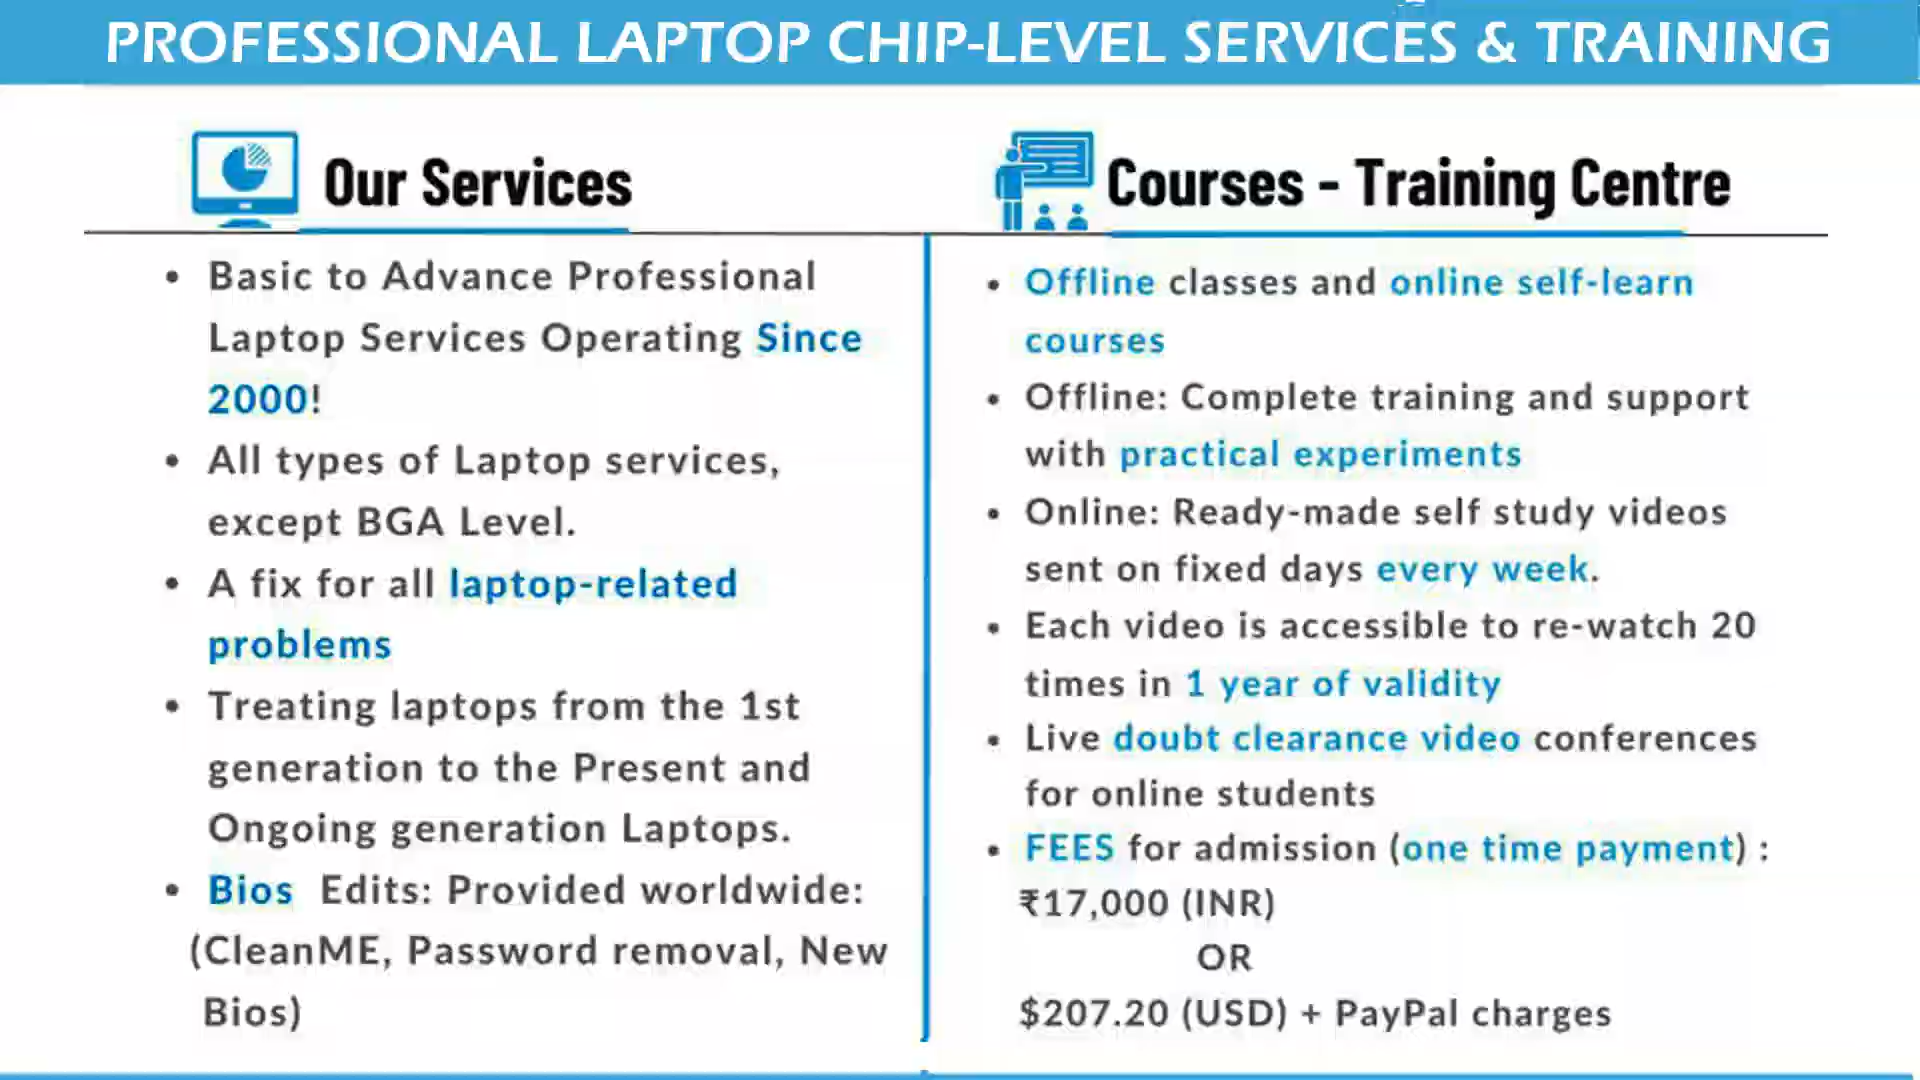 PROFESSIONAL LAPTOP CHIP-LEVEL SERVICES & TRAINING
Our Services
• Basic to Advance Professional
Laptop Services Operating Since
2000!
• All types of Laptop services,
except BGA Level.
• A fix for all laptop-related
problems
• Treating laptops from the 1st
generation to the Present and
Ongoing generation Laptops.
• Bios Edits: Provided worldwide:
(CleanME, Password removal, New
Bios)
Courses - Training Centre
• Offline classes and online self-learn
courses
• Offline: Complete training and support
with practical experiments
• Online: Ready-made self study videos
sent on fixed days every week.
• Each video is accessible to re-watch 20
times in 1 year of validity
• Live doubt clearance video conferences
for online students
• FEES for admission (one time payment) :
₹17,000 (INR)
OR
$207.20 (USD) + PayPal charges